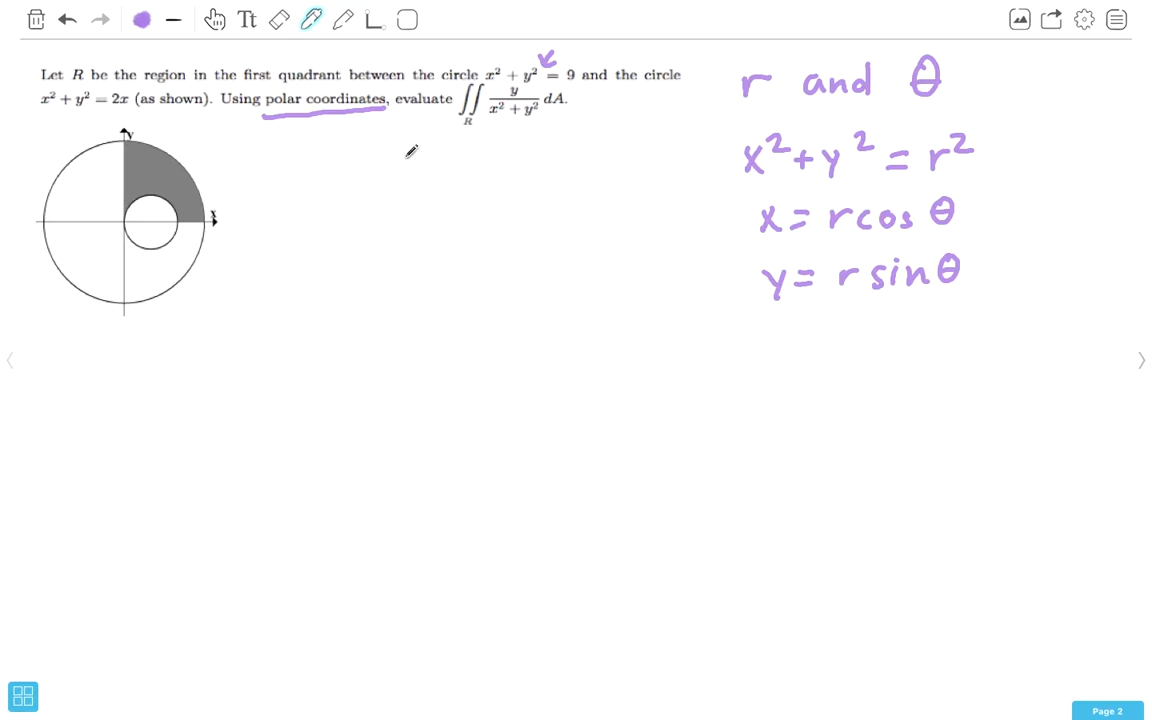 Tt
Let R be the region in the first quadrant between the circle x² + y² = 9 and the circle
x² + y² = 2x (as shown). Using polar coordinates, evaluate ∬_R y/(x² + y²) dA.
y
x
r and θ
x² + y² = r²
x = r cos θ
y = r sin θ
Page 2